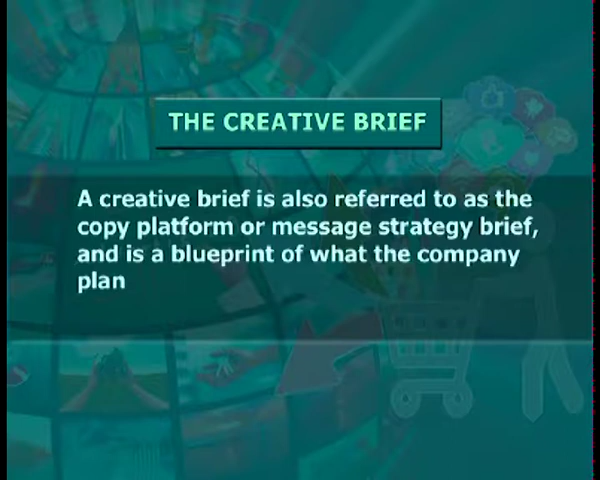 THE CREATIVE BRIEF
A creative brief is also referred to as the
copy platform or message strategy brief,
and is a blueprint of what the company
plan